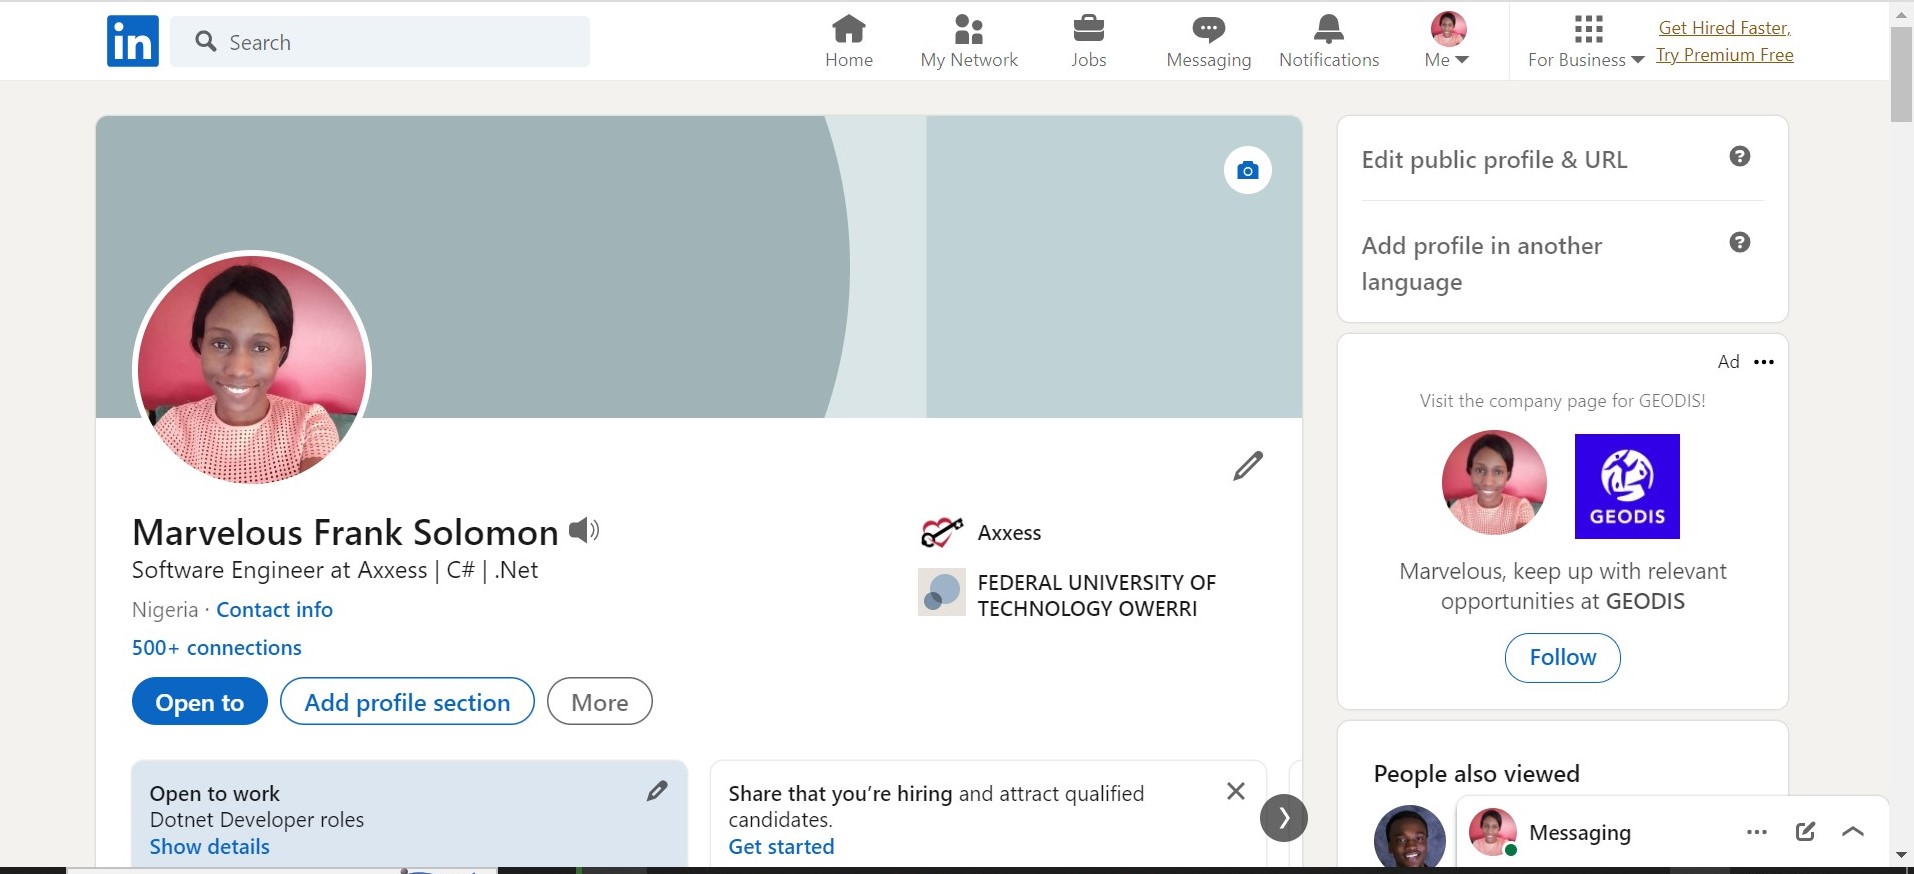 in
Search
Home
My Network
Jobs
Messaging
Notifications
Me
For Business
Get Hired Faster,
Try Premium Free
Marvelous Frank Solomon
Software Engineer at Axxess | C# | .Net
Nigeria · Contact info
500+ connections
Open to
Add profile section
More
Axxess
FEDERAL UNIVERSITY OF
TECHNOLOGY OWERRI
Open to work
Dotnet Developer roles
Show details
Share that you’re hiring and attract qualified
candidates.
Get started
Edit public profile & URL
?
Add profile in another
language
?
Ad
Visit the company page for GEODIS!
GEODIS
Marvelous, keep up with relevant
opportunities at GEODIS
Follow
People also viewed
Messaging